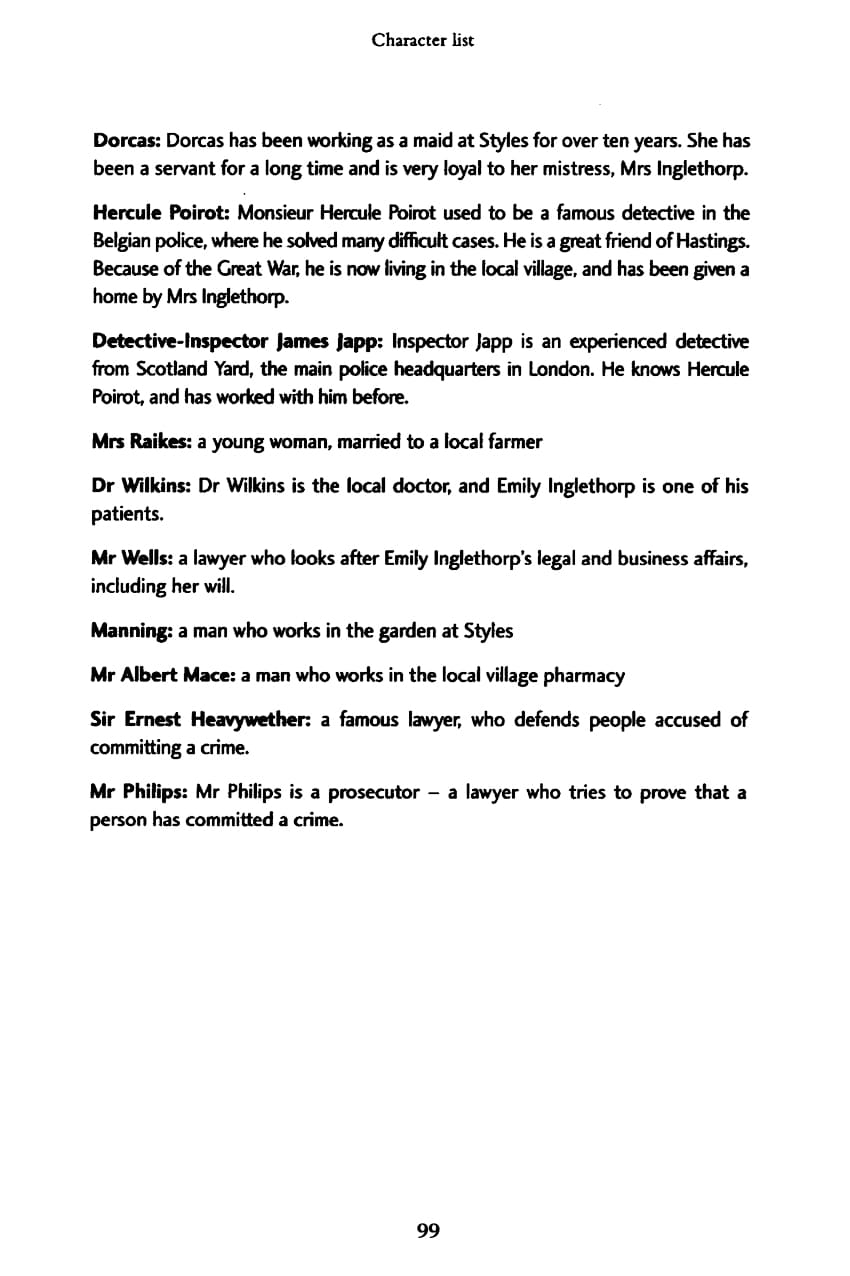 Character list
Dorcas: Dorcas has been working as a maid at Styles for over ten years. She has
been a servant for a long time and is very loyal to her mistress, Mrs Inglethorp.
Hercule Poirot: Monsieur Hercule Poirot used to be a famous detective in the
Belgian police, where he solved many difficult cases. He is a great friend of Hastings.
Because of the Great War, he is now living in the local village, and has been given a
home by Mrs Inglethorp.
Detective-Inspector James Japp: Inspector Japp is an experienced detective
from Scotland Yard, the main police headquarters in London. He knows Hercule
Poirot, and has worked with him before.
Mrs Raikes: a young woman, married to a local farmer
Dr Wilkins: Dr Wilkins is the local doctor, and Emily Inglethorp is one of his
patients.
Mr Wells: a lawyer who looks after Emily Inglethorp's legal and business affairs,
including her will.
Manning: a man who works in the garden at Styles
Mr Albert Mace: a man who works in the local village pharmacy
Sir Ernest Heavywether: a famous lawyer, who defends people accused of
committing a crime.
Mr Philips: Mr Philips is a prosecutor – a lawyer who tries to prove that a
person has committed a crime.
99